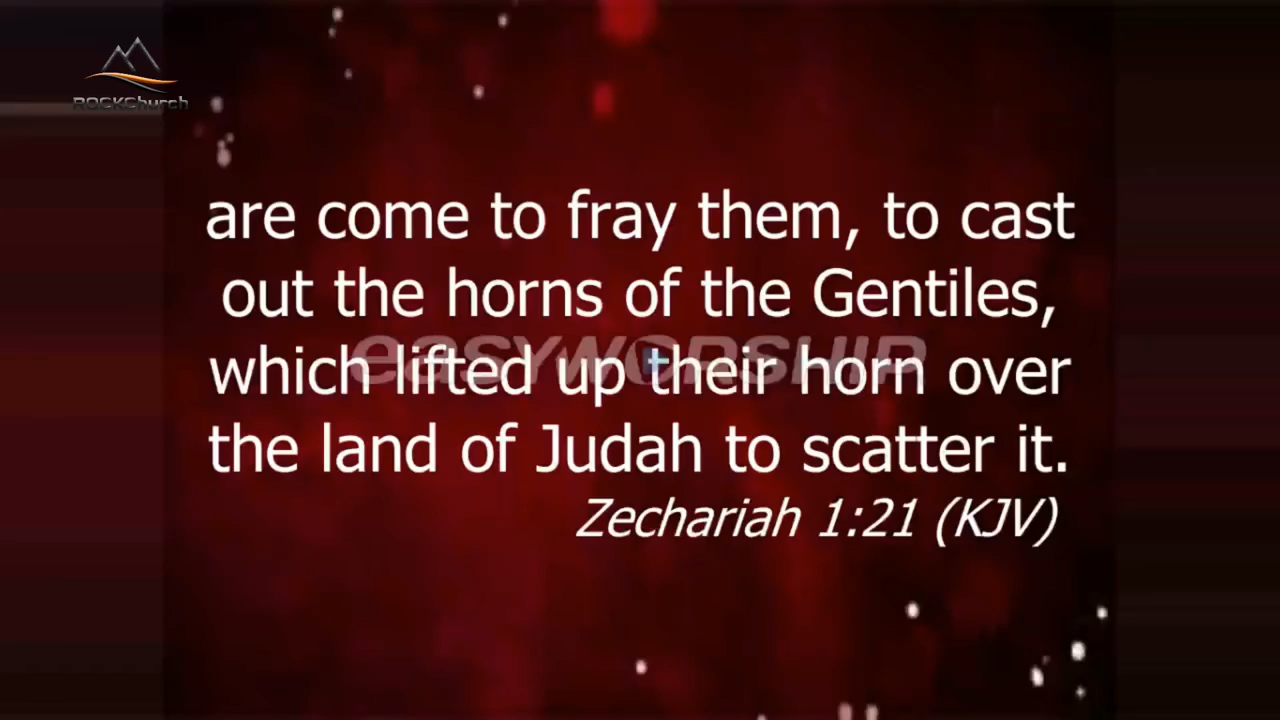 ROCKChurch
are come to fray them, to cast
out the horns of the Gentiles,
which lifted up their horn over
the land of Judah to scatter it.
easyworship
Zechariah 1:21 (KJV)